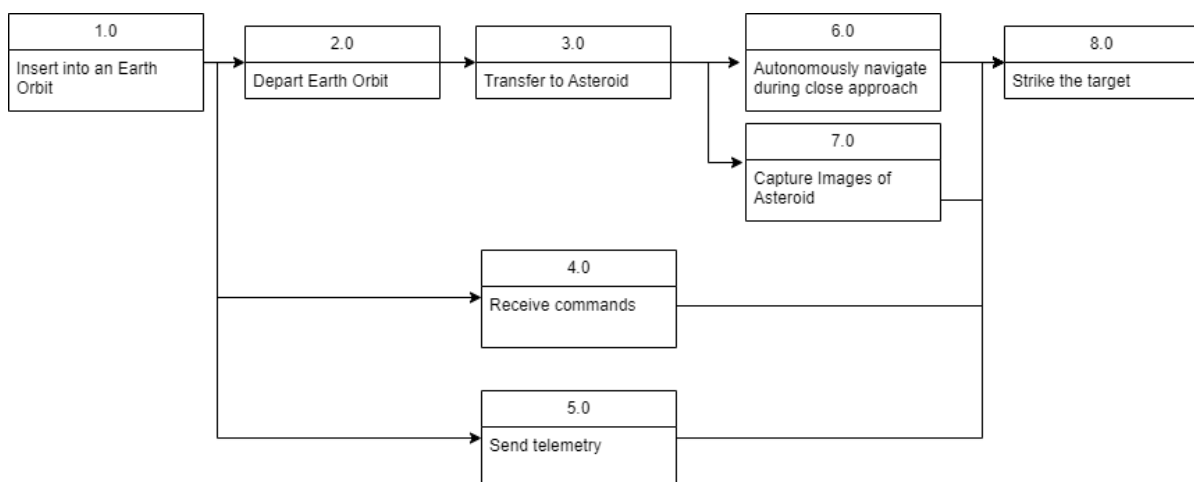 1.0
Insert into an Earth
Orbit
2.0
Depart Earth Orbit
3.0
Transfer to Asteroid
6.0
Autonomously navigate
during close approach
8.0
Strike the target
7.0
Capture Images of
Asteroid
4.0
Receive commands
5.0
Send telemetry